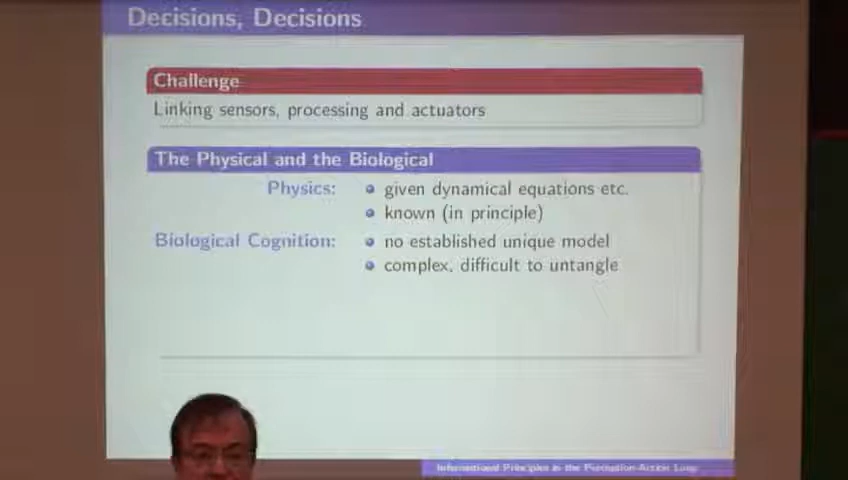 Decisions, Decisions
Challenge
Linking sensors, processing and actuators
The Physical and the Biological
Physics:
given dynamical equations etc.
known (in principle)
Biological Cognition:
no established unique model
complex, difficult to untangle
Informational Principles in the Perception-Action Loop